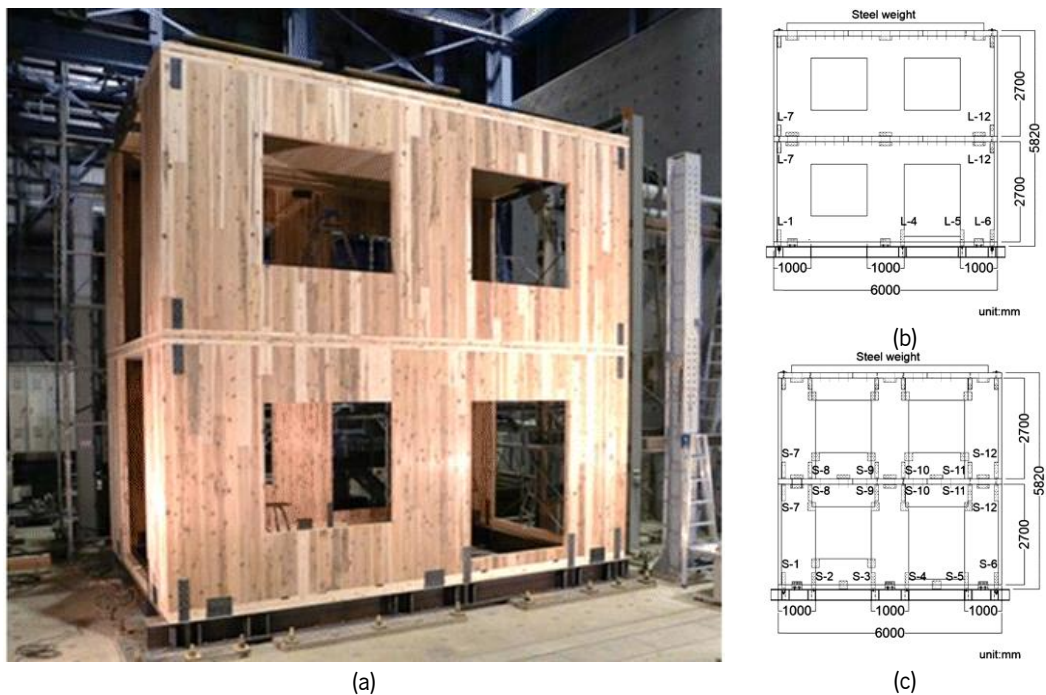 Steel weight
L-7
L-12
2700
L-7
L-12
5820
L-1
L-4
L-5
L-6
2700
1000
1000
1000
6000
unit:mm
(b)
Steel weight
S-7
S-8
S-9
S-10
S-11
S-12
2700
S-7
S-8
S-9
S-10
S-11
S-12
5820
S-1
S-2
S-3
S-4
S-5
S-6
2700
1000
1000
1000
6000
unit:mm
(a)
(c)